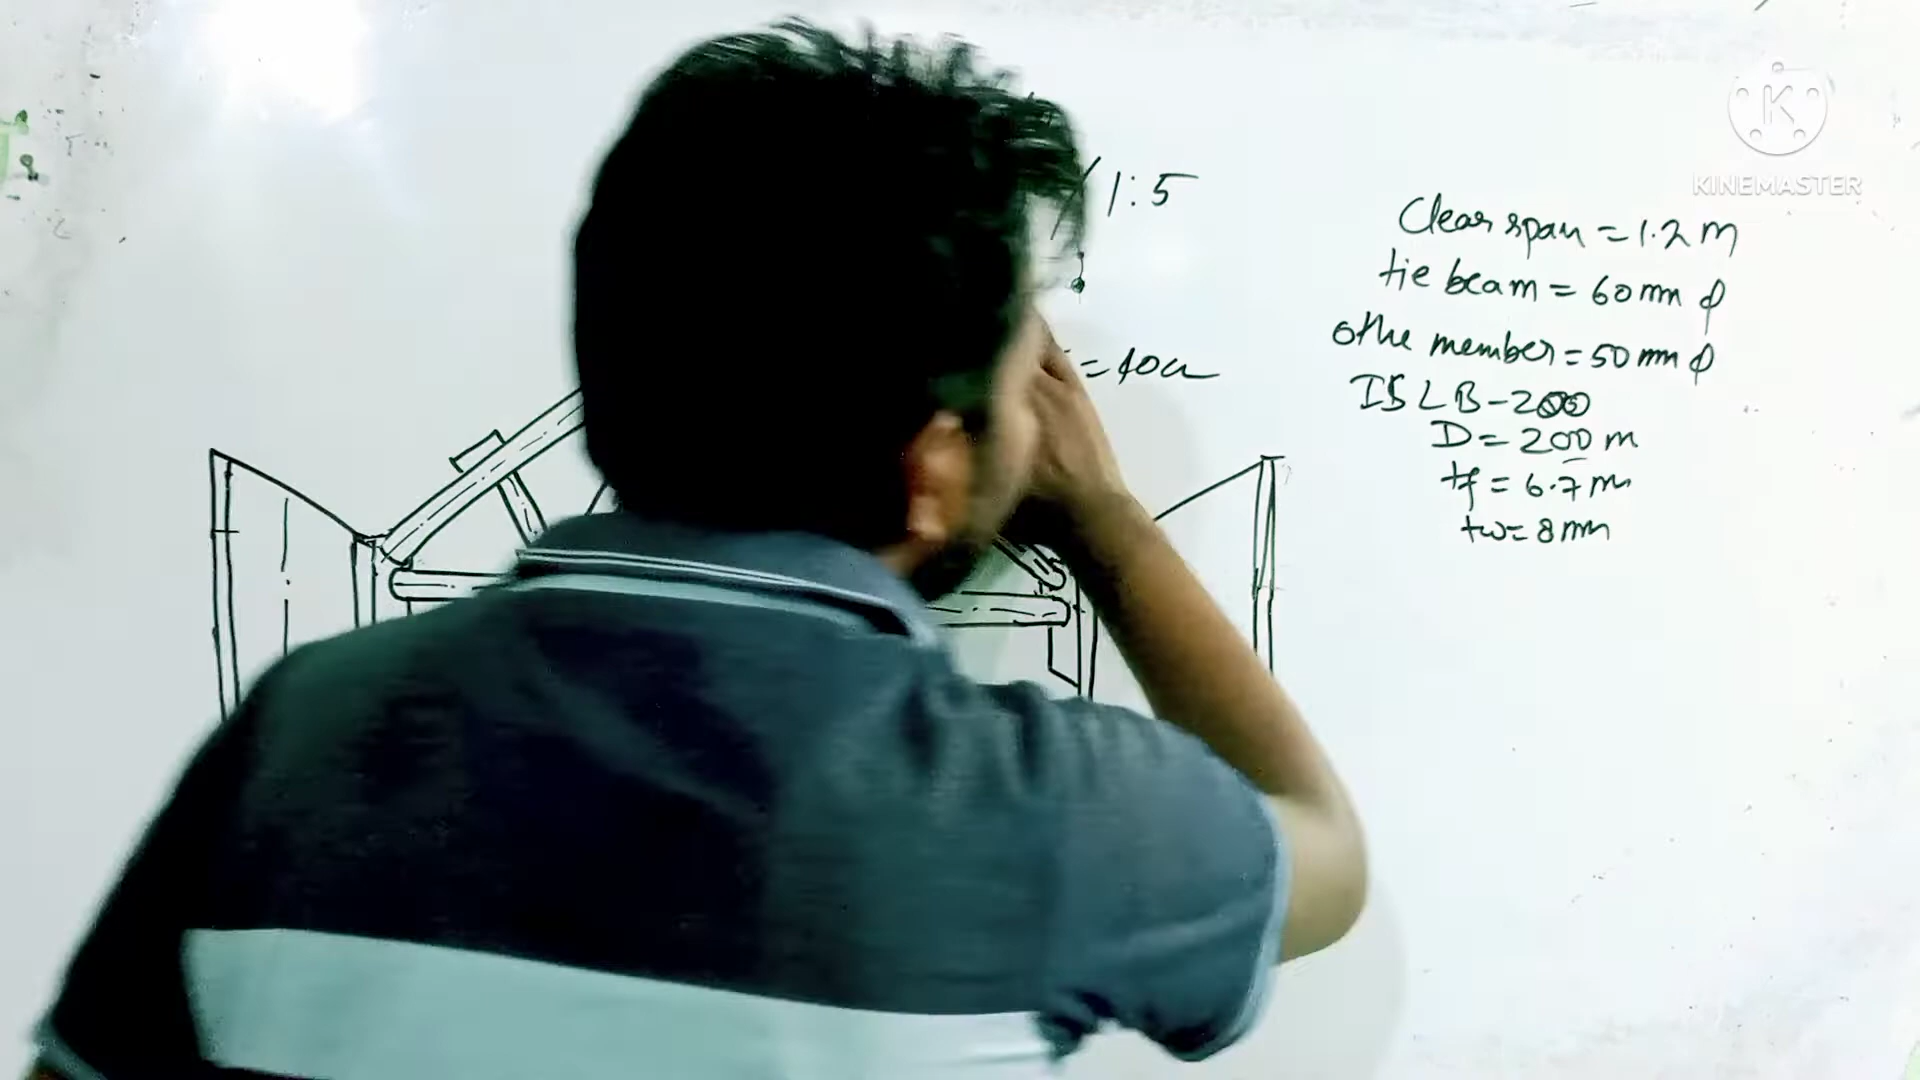 1:5
= 10cm
Clear span = 1.2 m
tie beam = 60 mm ϕ
othe member = 50 mm ϕ
ISLB-200
D = 200 m
tf = 6.7 m
tw = 8 mm
KINEMASTER